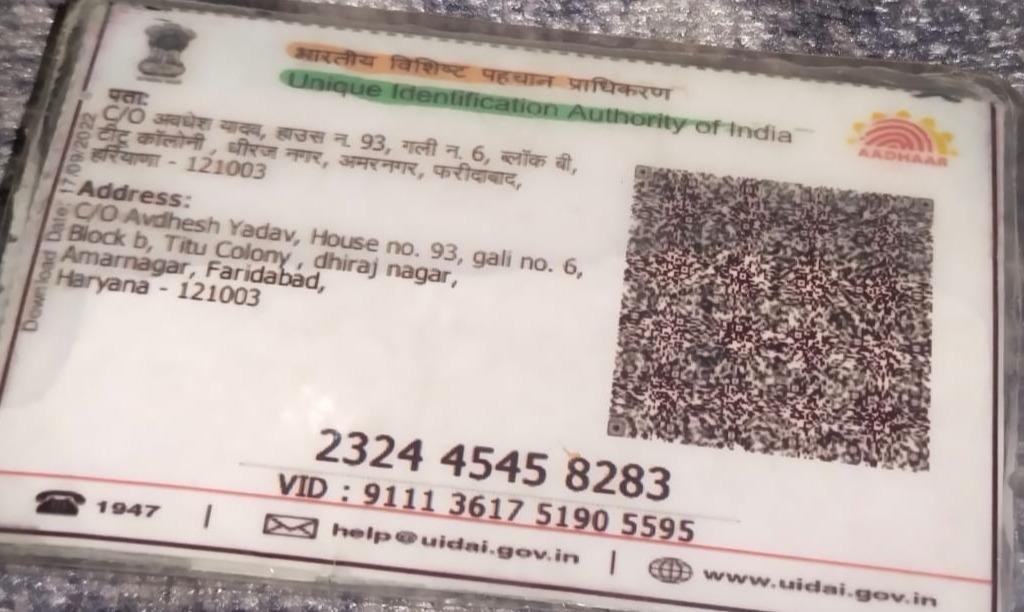 भारतीय विशिष्ट पहचान प्राधिकरण
Unique Identification Authority of India
AADHAAR
पता:
C/O अवधेश यादव, हाउस न. 93, गली न. 6, ब्लॉक बी,
टीटू कॉलोनी , धीरज नगर, अमरनगर, फरीदाबाद,
हरियाणा - 121003
Address:
C/O Avdhesh Yadav, House no. 93, gali no. 6,
Block b, Titu Colony , dhiraj nagar,
Amarnagar, Faridabad,
Haryana - 121003
Download Date: 17/09/2022
2324 4545 8283
VID : 9111 3617 5190 5595
1947 | help@uidai.gov.in | www.uidai.gov.in